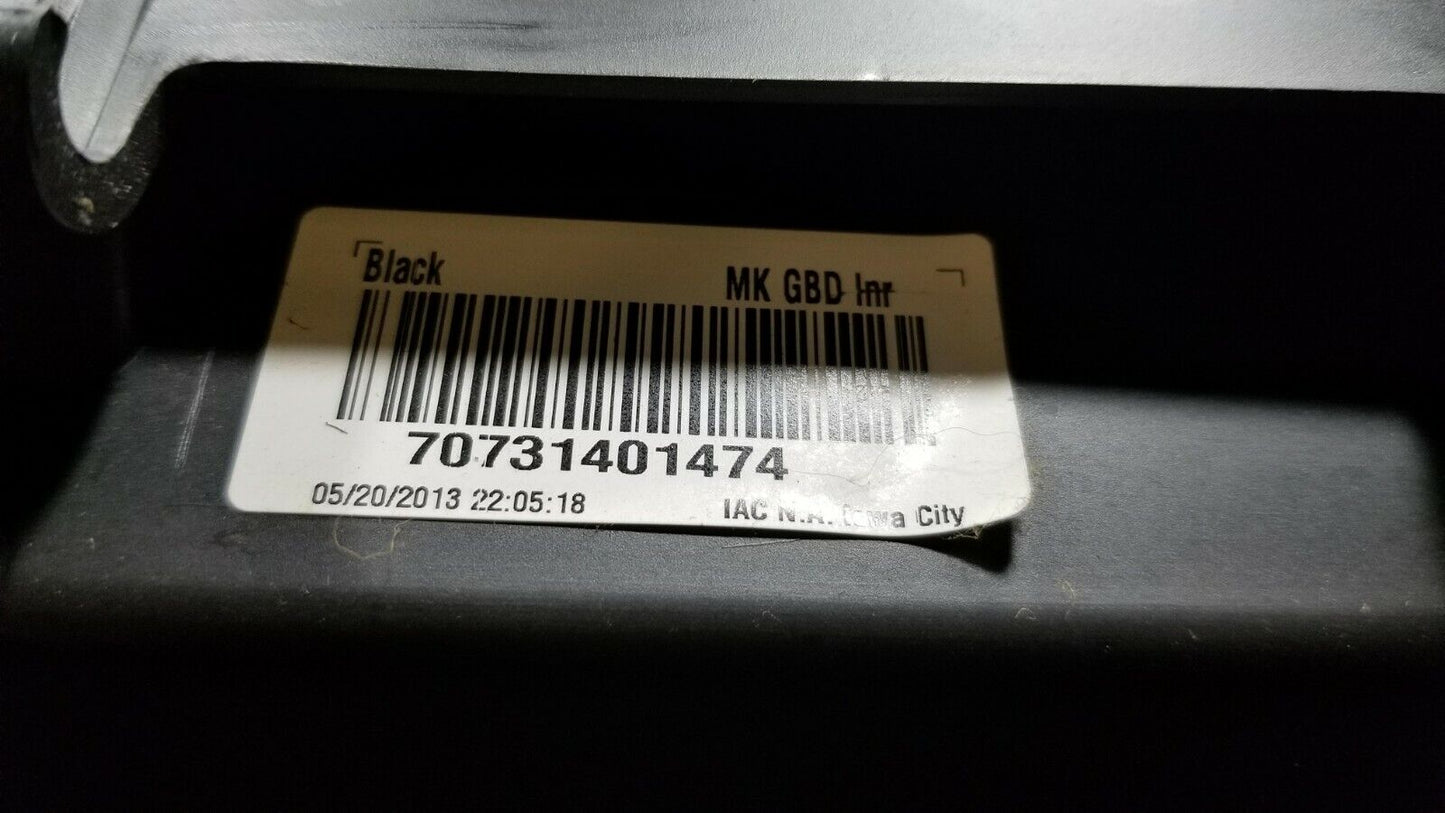 Black MK GBD Inr
70731401474
05/20/2013 22:05:18 IAC N.A. Iowa City